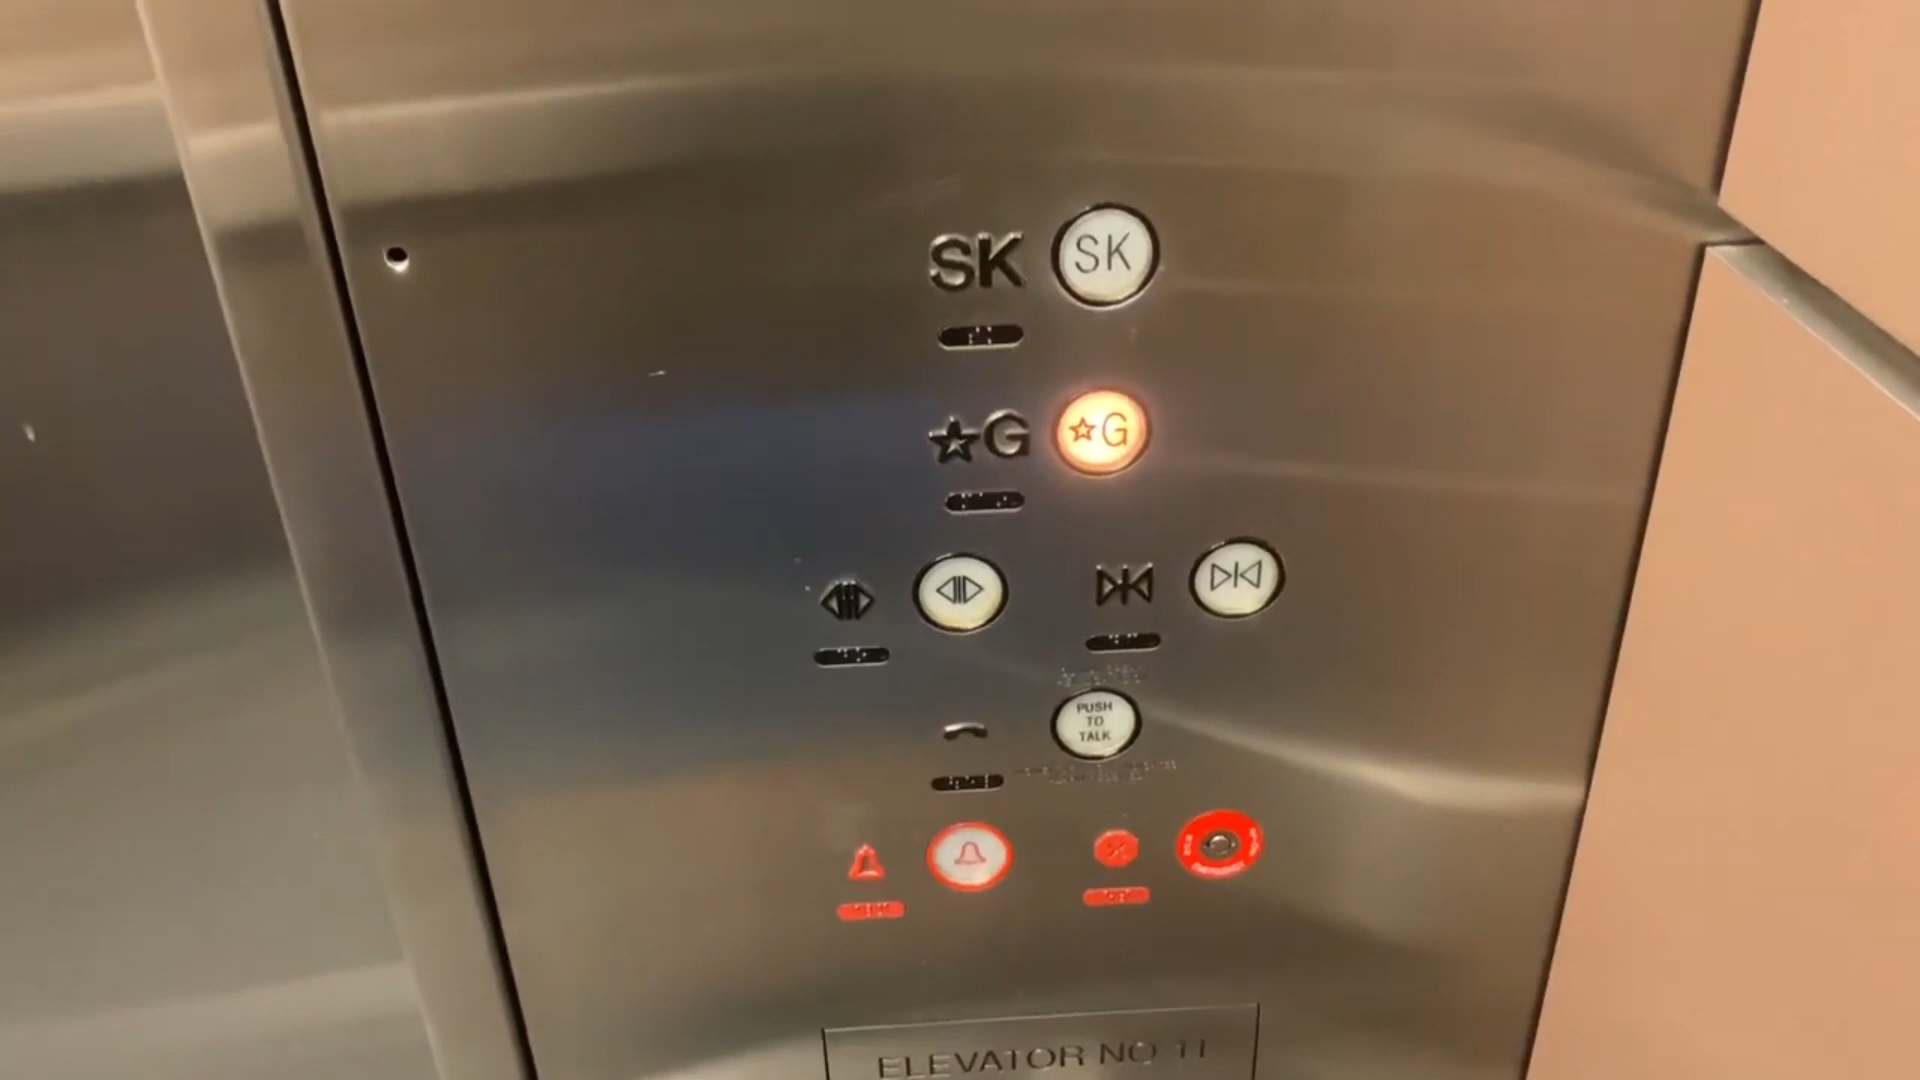 SK SK
☆G ☆G
PUSH
TO
TALK
ELEVATOR NO 11